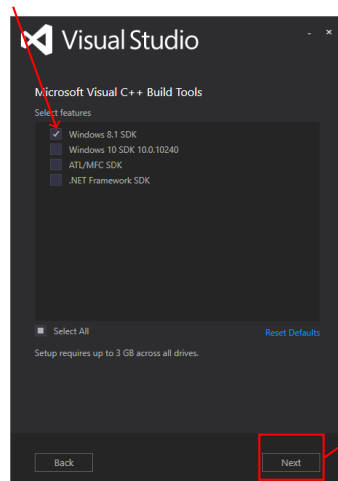 Visual Studio
Microsoft Visual C++ Build Tools
Select features
Windows 8.1 SDK
Windows 10 SDK 10.0.10240
ATL/MFC SDK
.NET Framework SDK
Select All
Reset Defaults
Setup requires up to 3 GB across all drives.
Back
Next